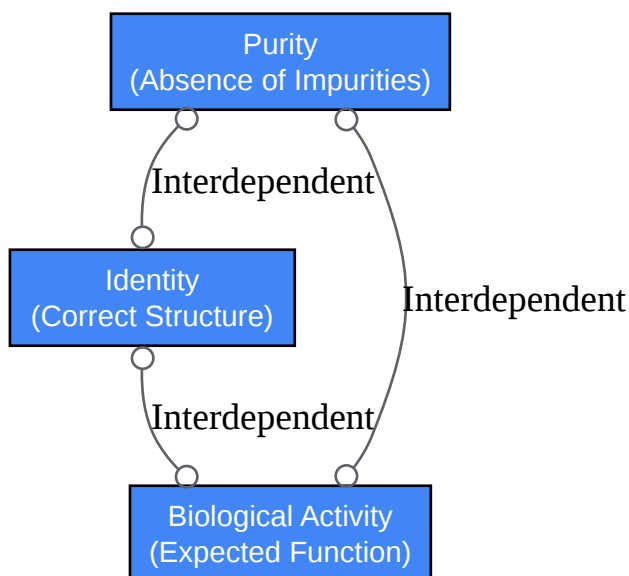 Purity
(Absence of Impurities)
Interdependent
Identity
(Correct Structure)
Interdependent
Interdependent
Biological Activity
(Expected Function)